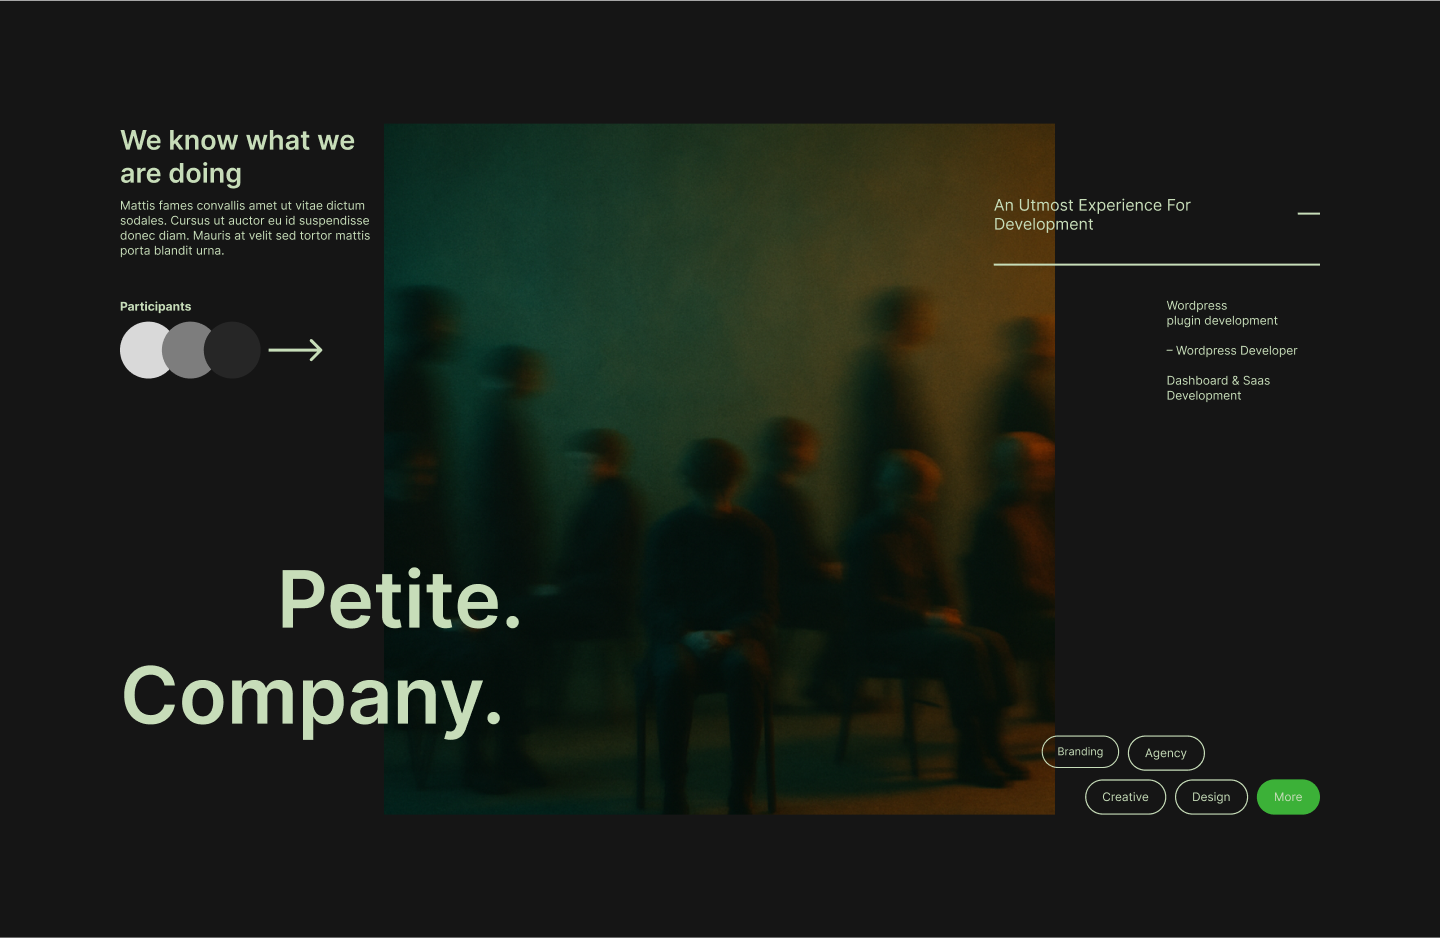 We know what we
are doing
Mattis fames convallis amet ut vitae dictum
sodales. Cursus ut auctor eu id suspendisse
donec diam. Mauris at velit sed tortor mattis
porta blandit urna.
Participants
An Utmost Experience For
Development
Wordpress
plugin development
– Wordpress Developer
Dashboard & Saas
Development
Petite.
Company.
Branding
Agency
Creative
Design
More